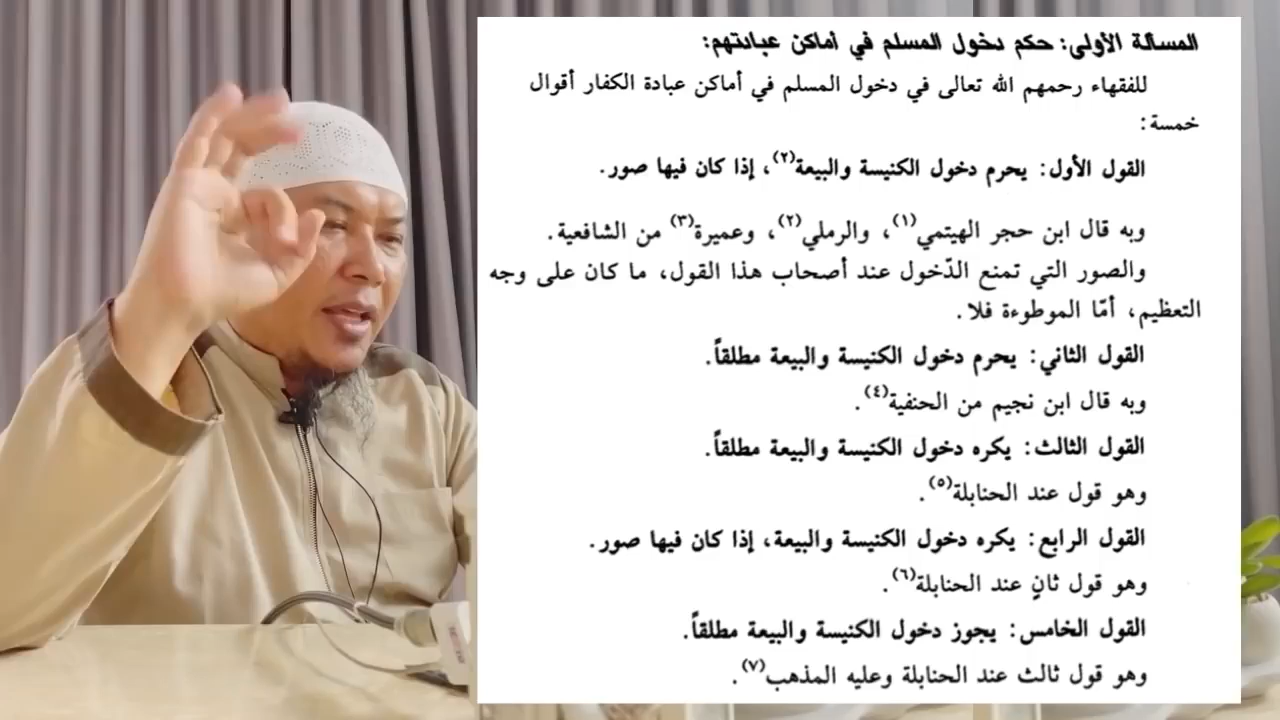 المسألة الأولى: حكم دخول المسلم في أماكن عبادتهم:
للفقهاء رحمهم الله تعالى في دخول المسلم في أماكن عبادة الكفار أقوال
خمسة:
القول الأول: يحرم دخول الكنيسة والبيعة(٢)، إذا كان فيها صور.
وبه قال ابن حجر الهيتمي(١)، والرملي(٢)، وعميرة(٣) من الشافعية.
والصور التي تمنع الدّخول عند أصحاب هذا القول، ما كان على وجه
التعظيم، أمّا الموطوءة فلا.
القول الثاني: يحرم دخول الكنيسة والبيعة مطلقاً.
وبه قال ابن نجيم من الحنفية(٤).
القول الثالث: يكره دخول الكنيسة والبيعة مطلقاً.
وهو قول عند الحنابلة(٥).
القول الرابع: يكره دخول الكنيسة والبيعة، إذا كان فيها صور.
وهو قول ثانٍ عند الحنابلة(٦).
القول الخامس: يجوز دخول الكنيسة والبيعة مطلقاً.
وهو قول ثالث عند الحنابلة وعليه المذهب(٧).